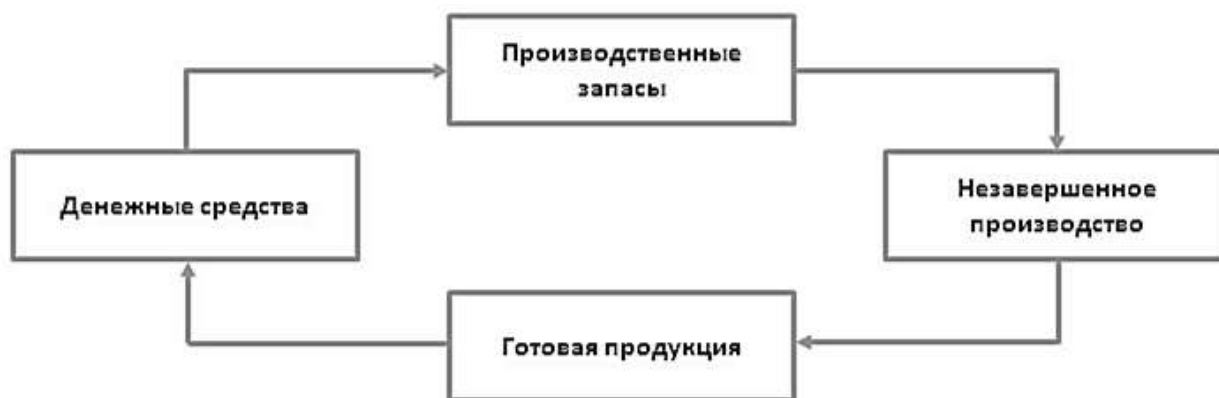 Производственные
запасы
Денежные средства
Незавершенное
производство
Готовая продукция